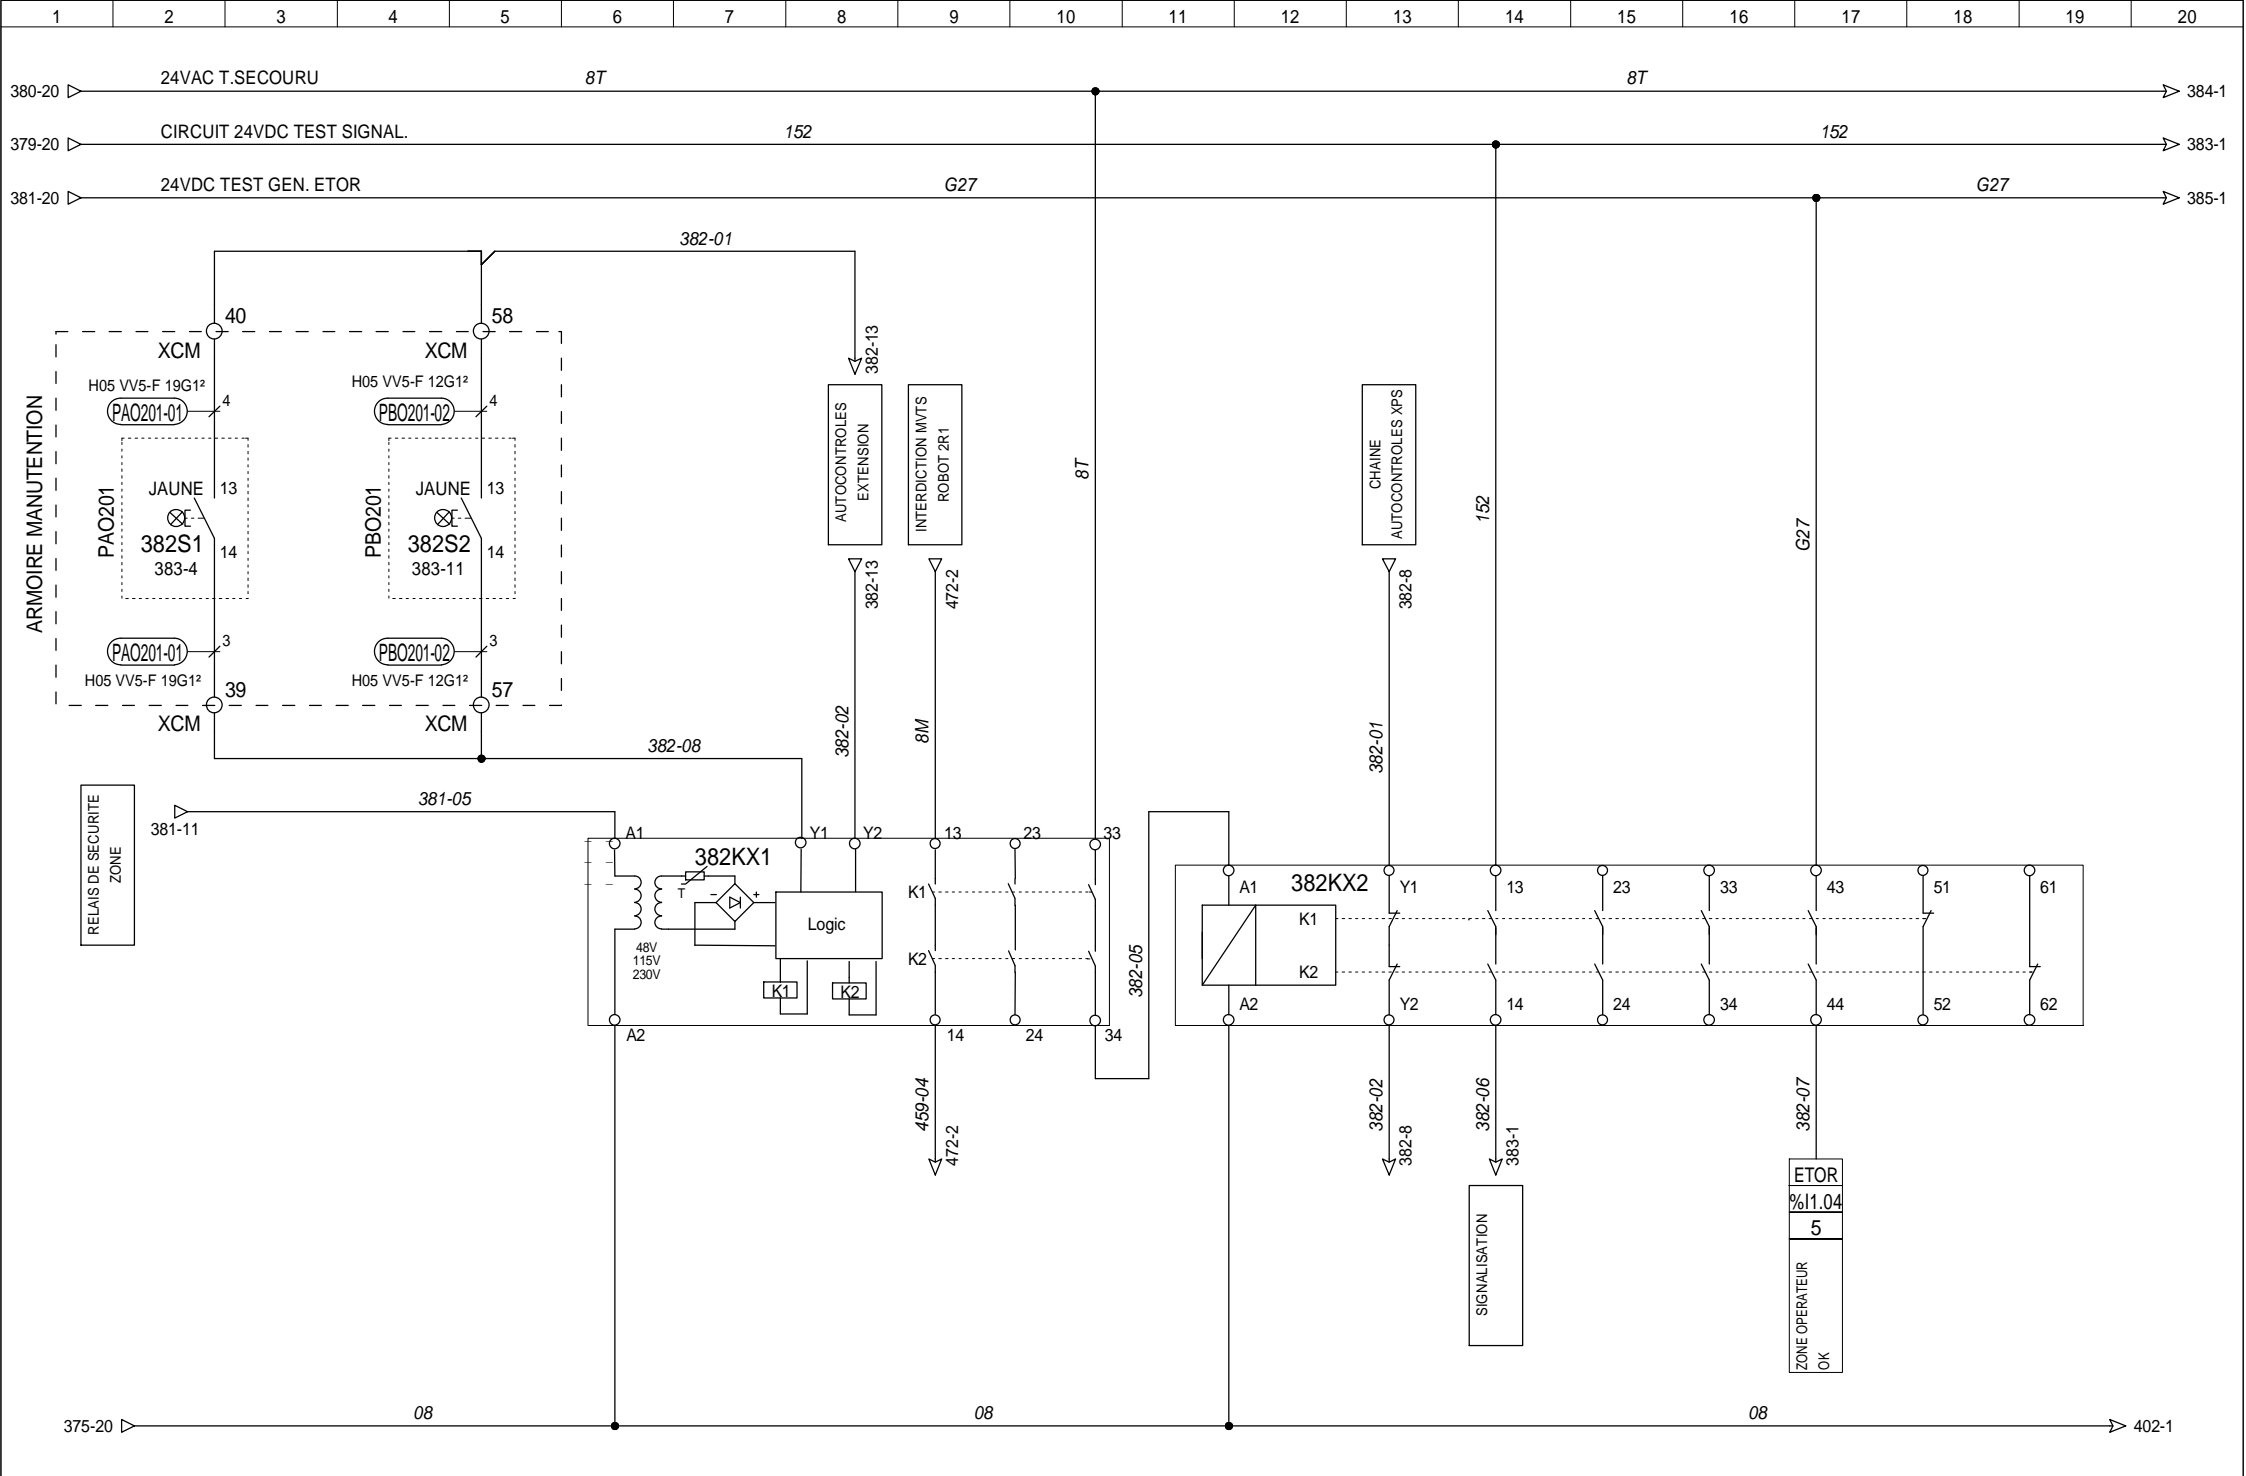 1 2 3 4 5 6 7 8 9 10 11 12 13 14 15 16 17 18 19 20
24VAC T.SECOURU 8T 8T
380-20 384-1
CIRCUIT 24VDC TEST SIGNAL. 152 152
379-20 383-1
24VDC TEST GEN. ETOR G27 G27
381-20 385-1
382-01
40 58
XCM XCM
382-13
H05 VV5-F 19G1² H05 VV5-F 12G1²
PAO201-01 4 PBO201-02 4
ARMOIRE MANUTENTION
PAO201
JAUNE 13
382S1 14
383-4
PBO201
JAUNE 13
382S2 14
383-11
PAO201-01 3 PBO201-02 3
H05 VV5-F 19G1² H05 VV5-F 12G1²
39 57
XCM XCM
AUTOCONTROLES
EXTENSION
382-13
382-02
INTERDICTION MVTS
ROBOT 2R1
472-2
8M
8T
CHAINE
AUTOCONTROLES XPS
382-8
382-01
152
G27
382-08
381-05
381-11
RELAIS DE SECURITE
ZONE
A1 Y1 Y2 13 23 33
382KX1
T - +
K1
Logic
48V
115V
230V
K2
K1 K2
A2 14 24 34
382-05
382KX2
A1 Y1 13 23 33 43 51 61
K1
K2
A2 Y2 14 24 34 44 52 62
459-04
472-2
382-02
382-8
382-06
383-1
SIGNALISATION
382-07
ETOR
%I1.04
5
ZONE OPERATEUR
OK
08 08 08
375-20 402-1